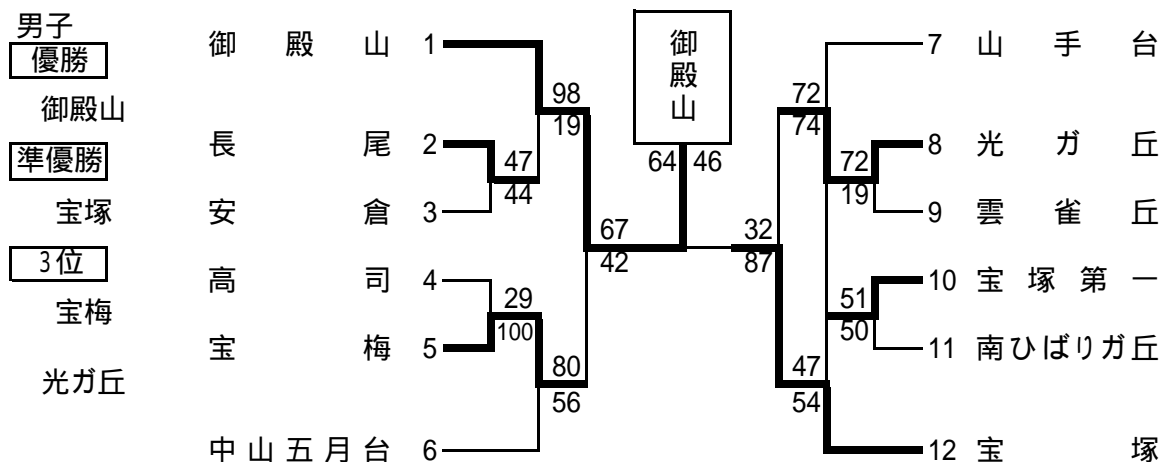 男子
優勝
御殿山
準優勝
宝塚
3位
宝梅
光ガ丘
御殿山 1
長尾 2
安倉 3
高司 4
宝梅 5
中山五月台 6
98
19
47
44
67
42
29
100
80
56
御殿山
64 46
32
87
72
74
72
19
51
50
47
54
7 山手台
8 光ガ丘
9 雲雀丘
10 宝塚第一
11 南ひばりガ丘
12 宝塚